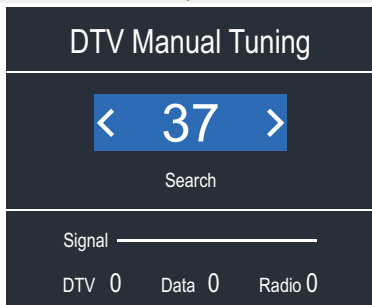 DTV Manual Tuning
< 37 >
Search
Signal
DTV 0 Data 0 Radio 0